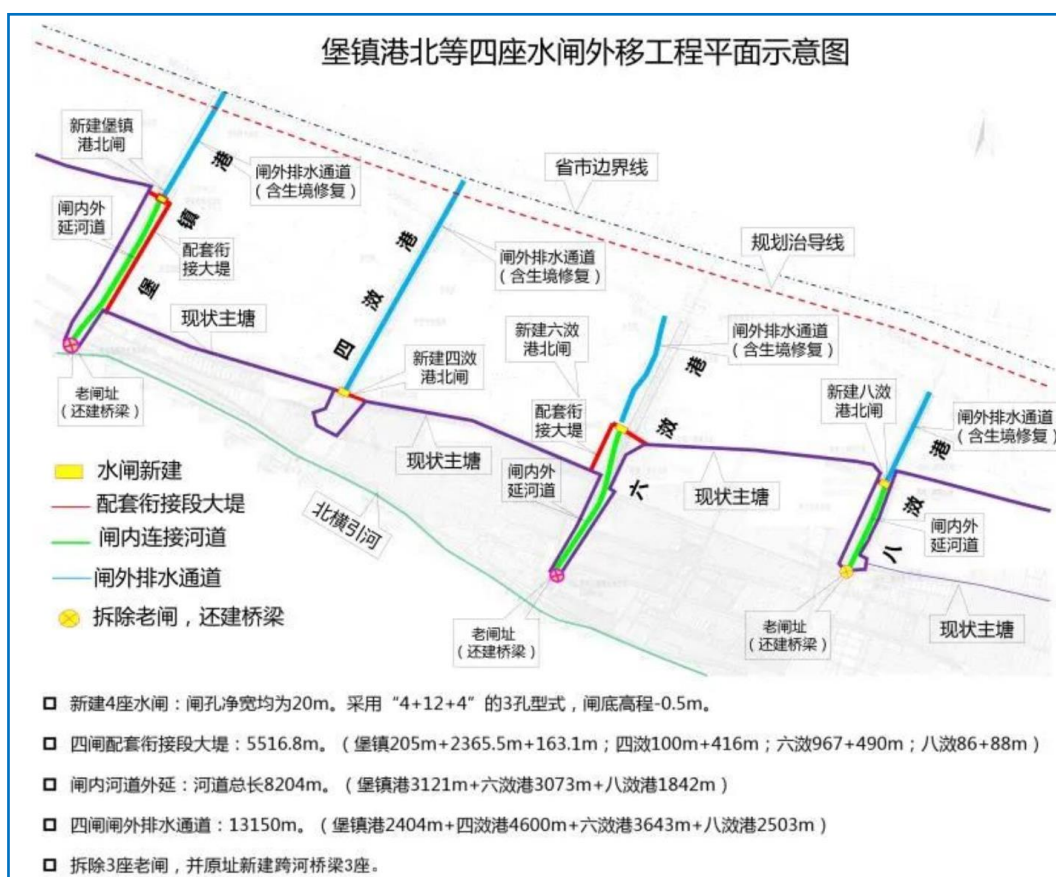 堡镇港北等四座水闸外移工程平面示意图
新建堡镇
港北闸
港
闸外排水通道
（含生境修复）
省市边界线
闸内外
延河道
镇
配套衔
接大堤
港
闸外排水通道
（含生境修复）
规划治导线
堡
滧
现状主塘
四
新建六滧
港北闸
闸外排水通道
（含生境修复）
港
新建四滧
港北闸
新建八滧
港北闸
老闸址
（还建桥梁）
配套衔
接大堤
滧
闸外排水通道
（含生境修复）
港
现状主塘
闸内外
延河道
六
现状主塘
滧
闸内外
延河道
八
水闸新建
配套衔接段大堤
北横引河
闸内连接河道
闸外排水通道
拆除老闸，还建桥梁
老闸址
（还建桥梁）
老闸址
（还建桥梁）
现状主塘
新建4座水闸：闸孔净宽均为20m。采用“4+12+4”的3孔型式，闸底高程-0.5m。
四闸配套衔接段大堤：5516.8m。（堡镇205m+2365.5m+163.1m；四滧100m+416m；六滧967+490m；八滧86+88m）
闸内河道外延：河道总长8204m。（堡镇港3121m+六滧港3073m+八滧港1842m）
四闸闸外排水通道：13150m。（堡镇港2404m+四滧港4600m+六滧港3643m+八滧港2503m）
拆除3座老闸，并原址新建跨河桥梁3座。